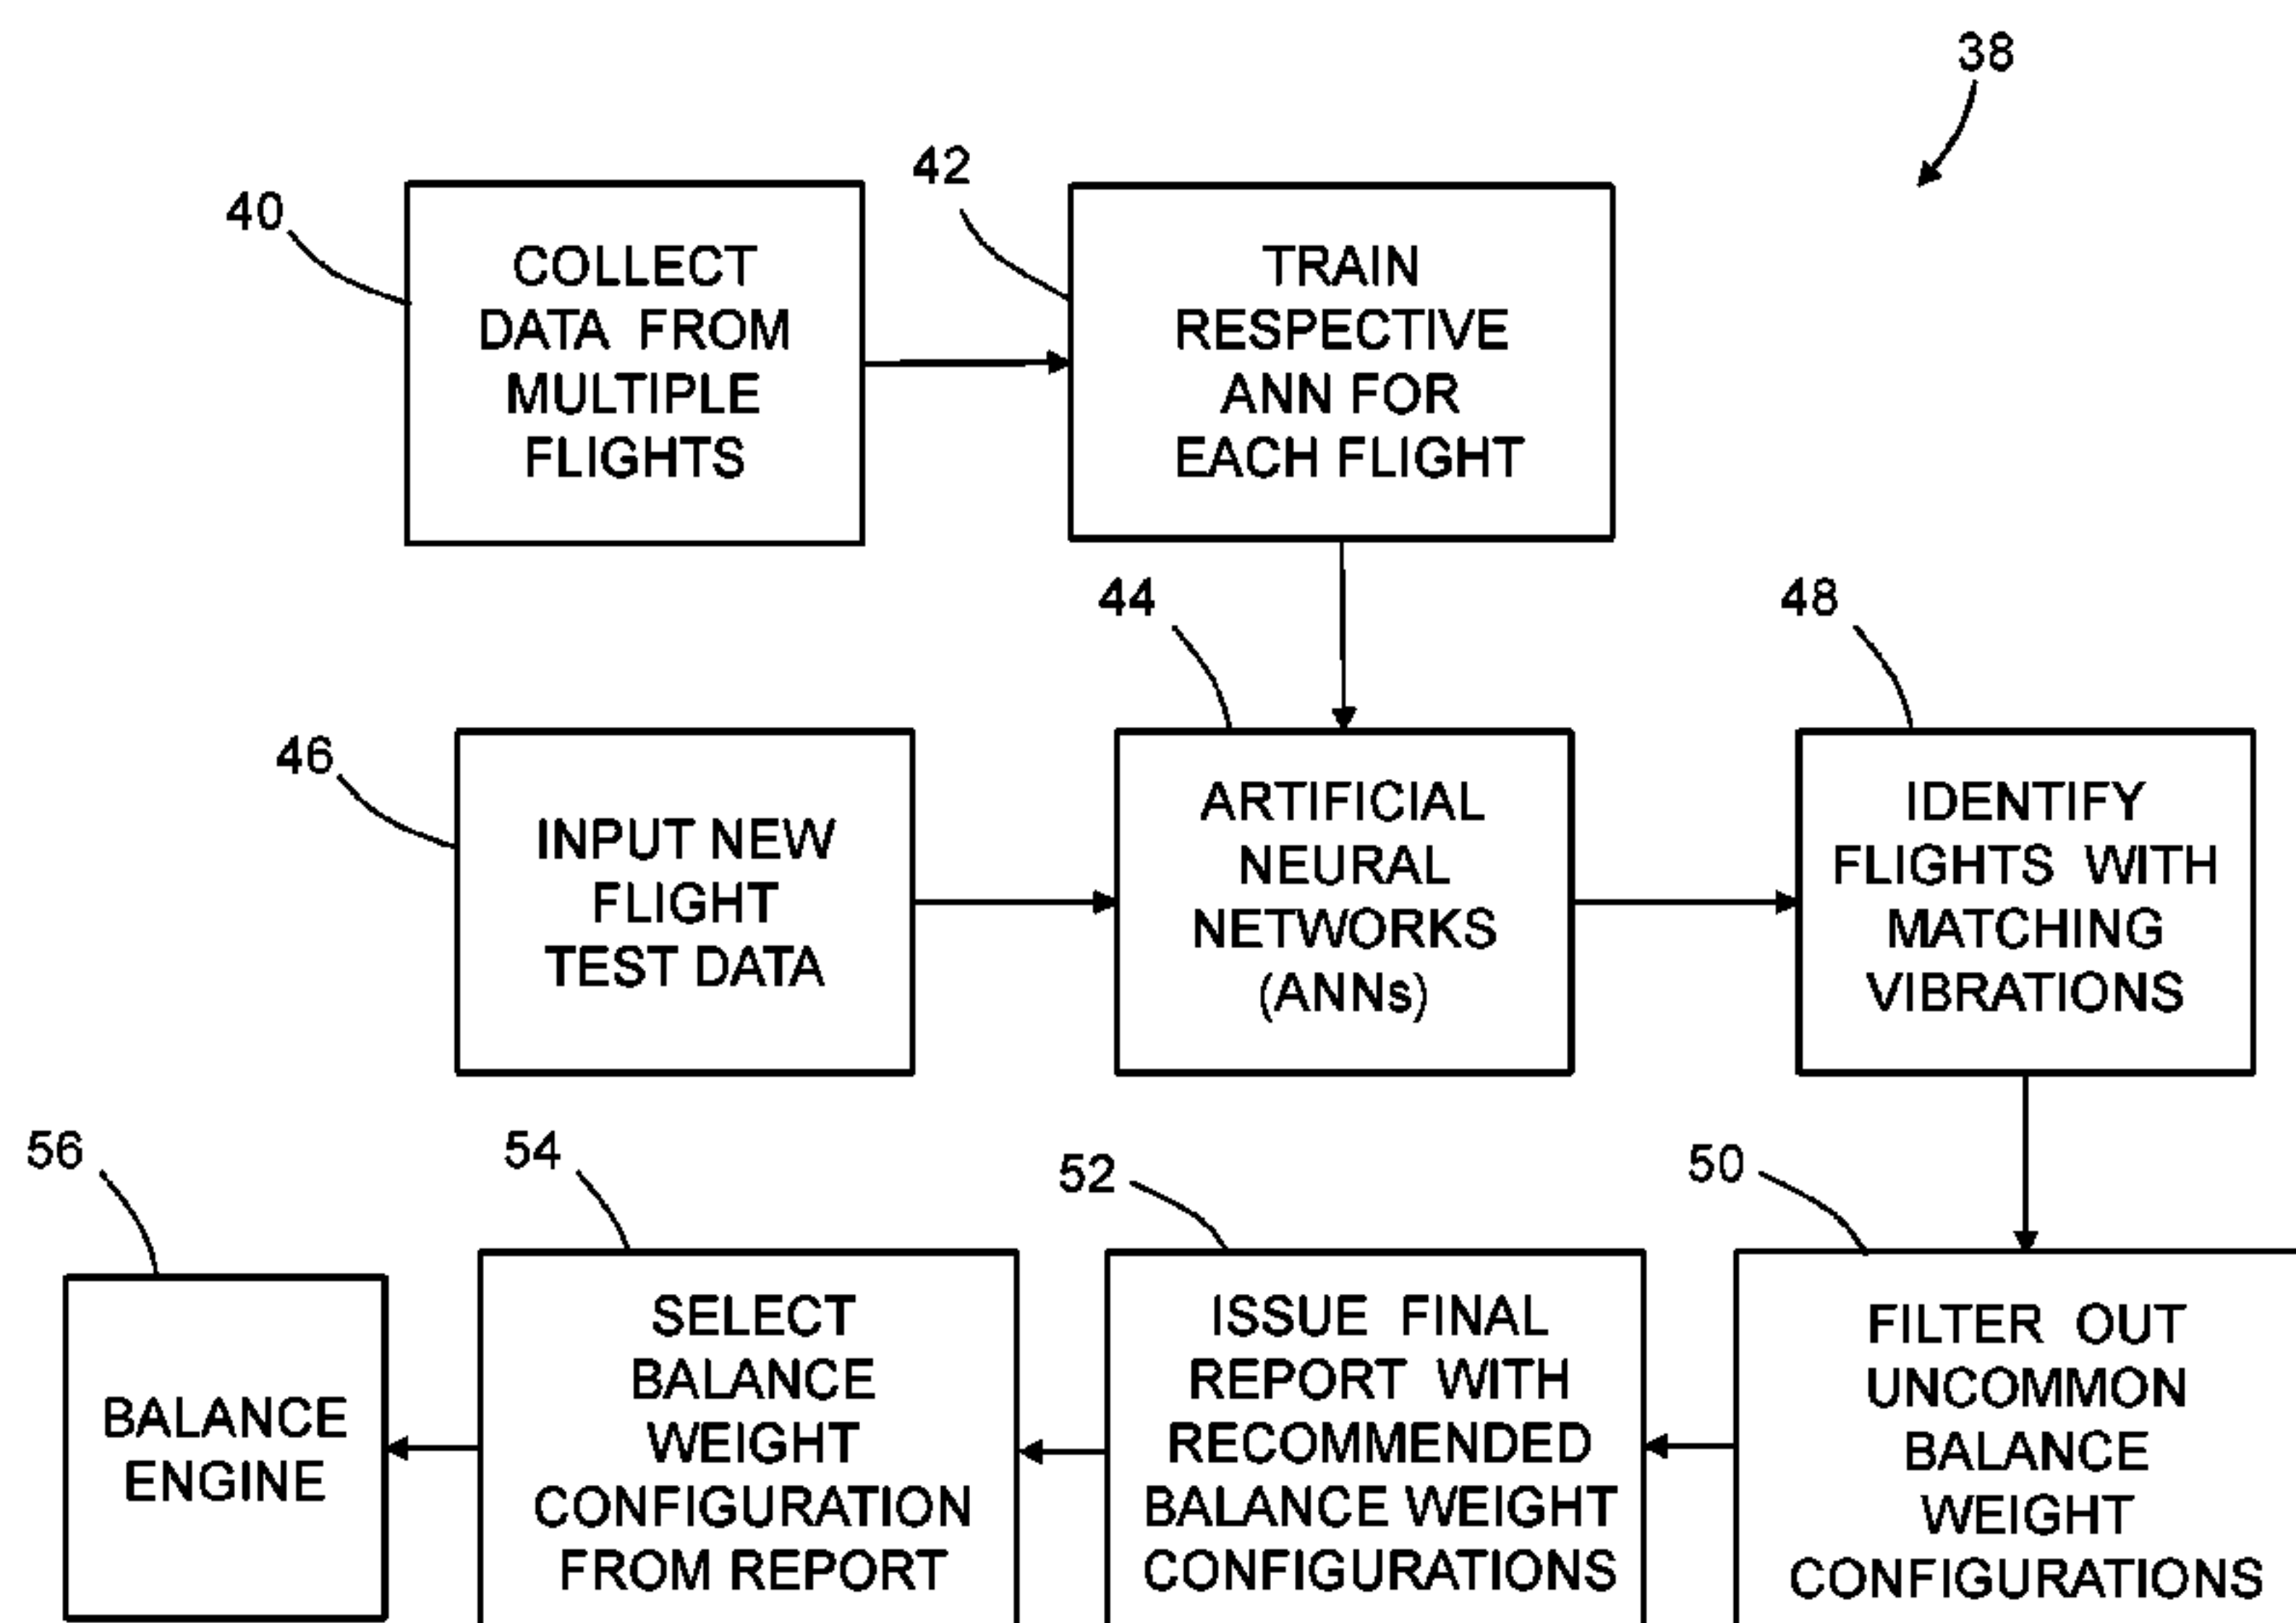 38
40
COLLECT
DATA FROM
MULTIPLE
FLIGHTS
42
TRAIN
RESPECTIVE
ANN FOR
EACH FLIGHT
46
INPUT NEW
FLIGHT
TEST DATA
44
ARTIFICIAL
NEURAL
NETWORKS
(ANNs)
48
IDENTIFY
FLIGHTS WITH
MATCHING
VIBRATIONS
56
BALANCE
ENGINE
54
SELECT
BALANCE
WEIGHT
CONFIGURATION
FROM REPORT
52
ISSUE FINAL
REPORT WITH
RECOMMENDED
BALANCE WEIGHT
CONFIGURATIONS
50
FILTER OUT
UNCOMMON
BALANCE
WEIGHT
CONFIGURATIONS